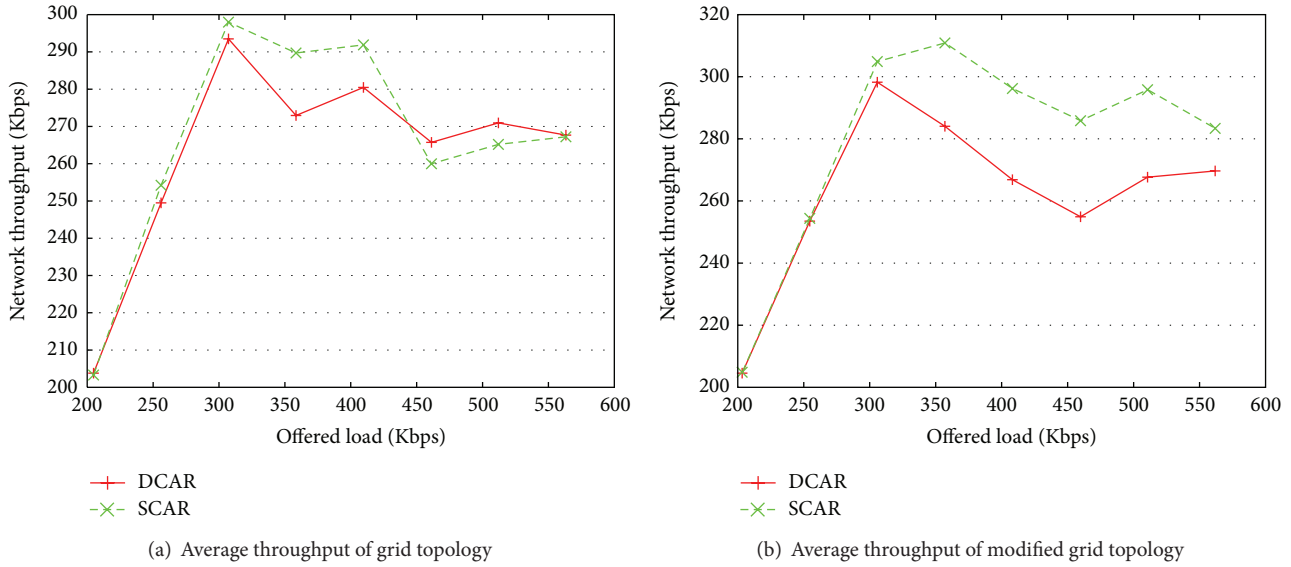 300
290
280
270
260
250
240
230
220
210
200
Network throughput (Kbps)
200 250 300 350 400 450 500 550 600
Offered load (Kbps)
DCAR
SCAR
(a) Average throughput of grid topology
320
300
280
260
240
220
200
Network throughput (Kbps)
200 250 300 350 400 450 500 550 600
Offered load (Kbps)
DCAR
SCAR
(b) Average throughput of modified grid topology